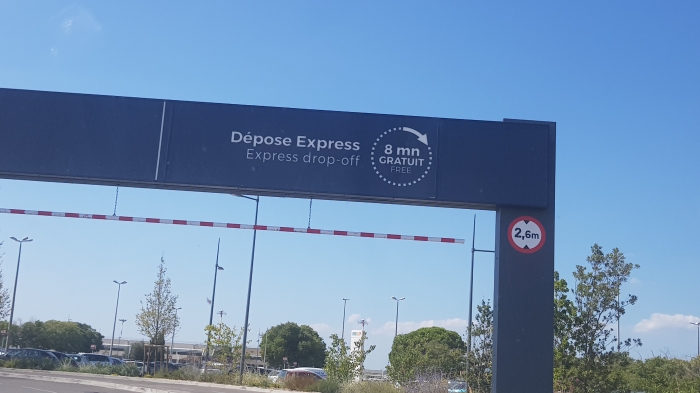 Dépose Express
Express drop-off
8 mn
GRATUIT
FREE
2,6m